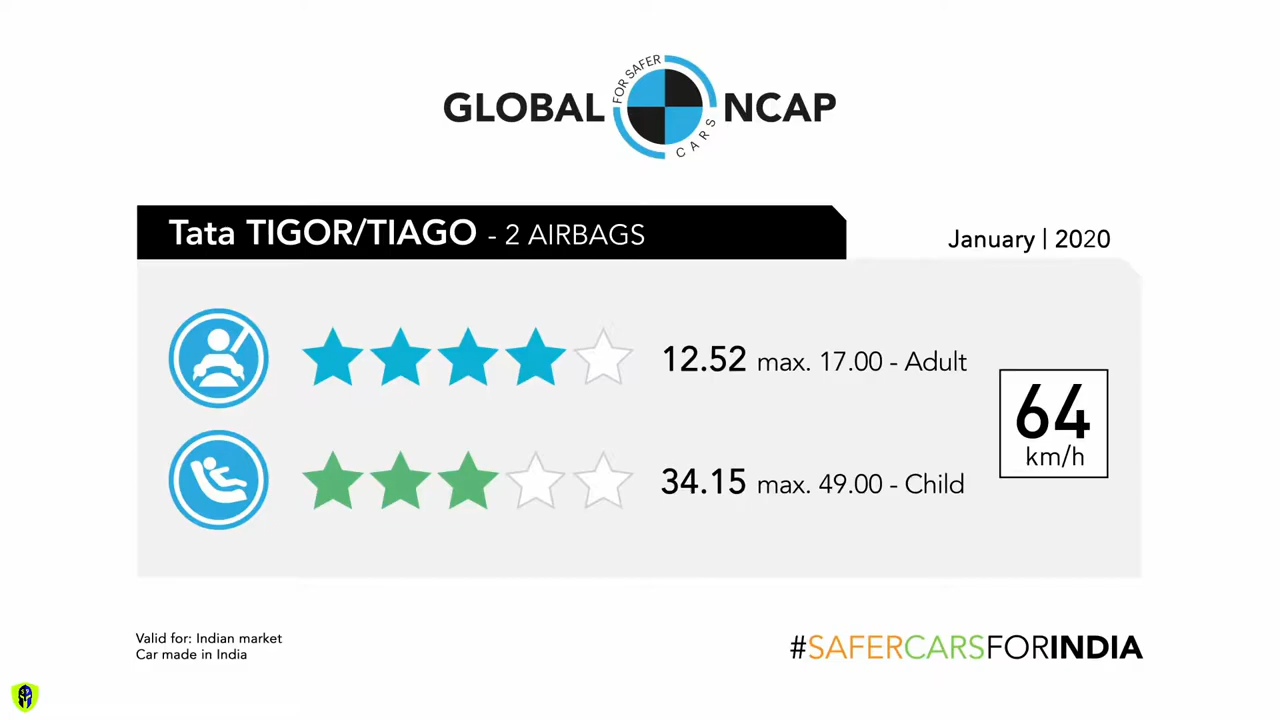 GLOBAL FOR SAFER CARS NCAP
Tata TIGOR/TIAGO - 2 AIRBAGS
January | 2020
12.52 max. 17.00 - Adult
34.15 max. 49.00 - Child
64
km/h
Valid for: Indian market
Car made in India
#SAFERCARSFORINDIA